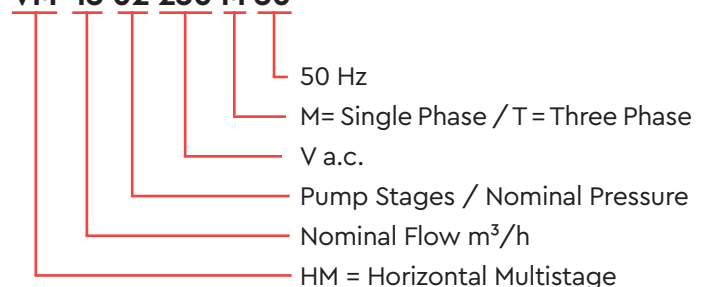 50 Hz
M= Single Phase / T = Three Phase
V a.c.
Pump Stages / Nominal Pressure
Nominal Flow m³/h
HM = Horizontal Multistage